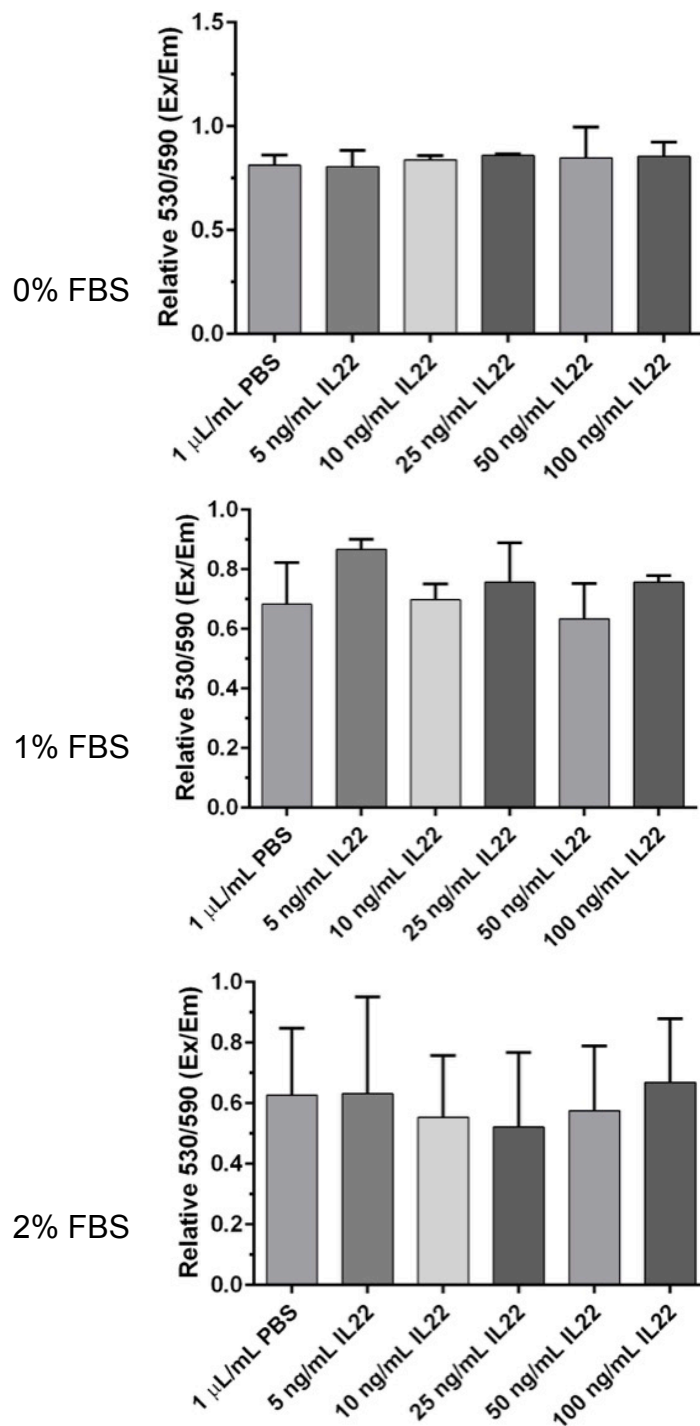 0% FBS
Relative 530/590 (Ex/Em)
1.5
1.0
0.5
0.0
1 μL/mL PBS
5 ng/mL IL22
10 ng/mL IL22
25 ng/mL IL22
50 ng/mL IL22
100 ng/mL IL22
1% FBS
Relative 530/590 (Ex/Em)
1.0
0.8
0.6
0.4
0.2
0.0
1 μL/mL PBS
5 ng/mL IL22
10 ng/mL IL22
25 ng/mL IL22
50 ng/mL IL22
100 ng/mL IL22
2% FBS
Relative 530/590 (Ex/Em)
1.0
0.8
0.6
0.4
0.2
0.0
1 μL/mL PBS
5 ng/mL IL22
10 ng/mL IL22
25 ng/mL IL22
50 ng/mL IL22
100 ng/mL IL22